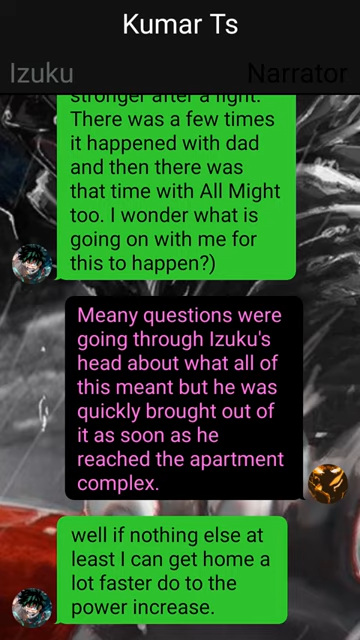 Kumar Ts
Izuku
Narrator
stronger after a fight.
There was a few times
it happened with dad
and then there was
that time with All Might
too. I wonder what is
going on with me for
this to happen?)
Meany questions were
going through Izuku's
head about what all of
this meant but he was
quickly brought out of
it as soon as he
reached the apartment
complex.
well if nothing else at
least I can get home a
lot faster do to the
power increase.